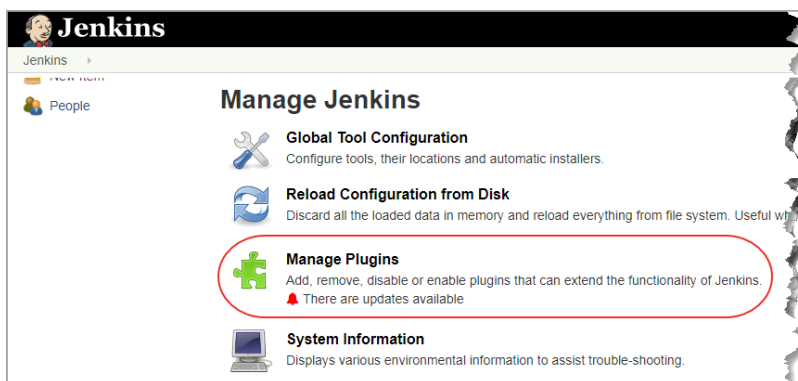 Jenkins
Jenkins
New Item
People
Manage Jenkins
Global Tool Configuration
Configure tools, their locations and automatic installers.
Reload Configuration from Disk
Discard all the loaded data in memory and reload everything from file system. Useful
Manage Plugins
Add, remove, disable or enable plugins that can extend the functionality of Jenkins.
There are updates available
System Information
Displays various environmental information to assist trouble-shooting.